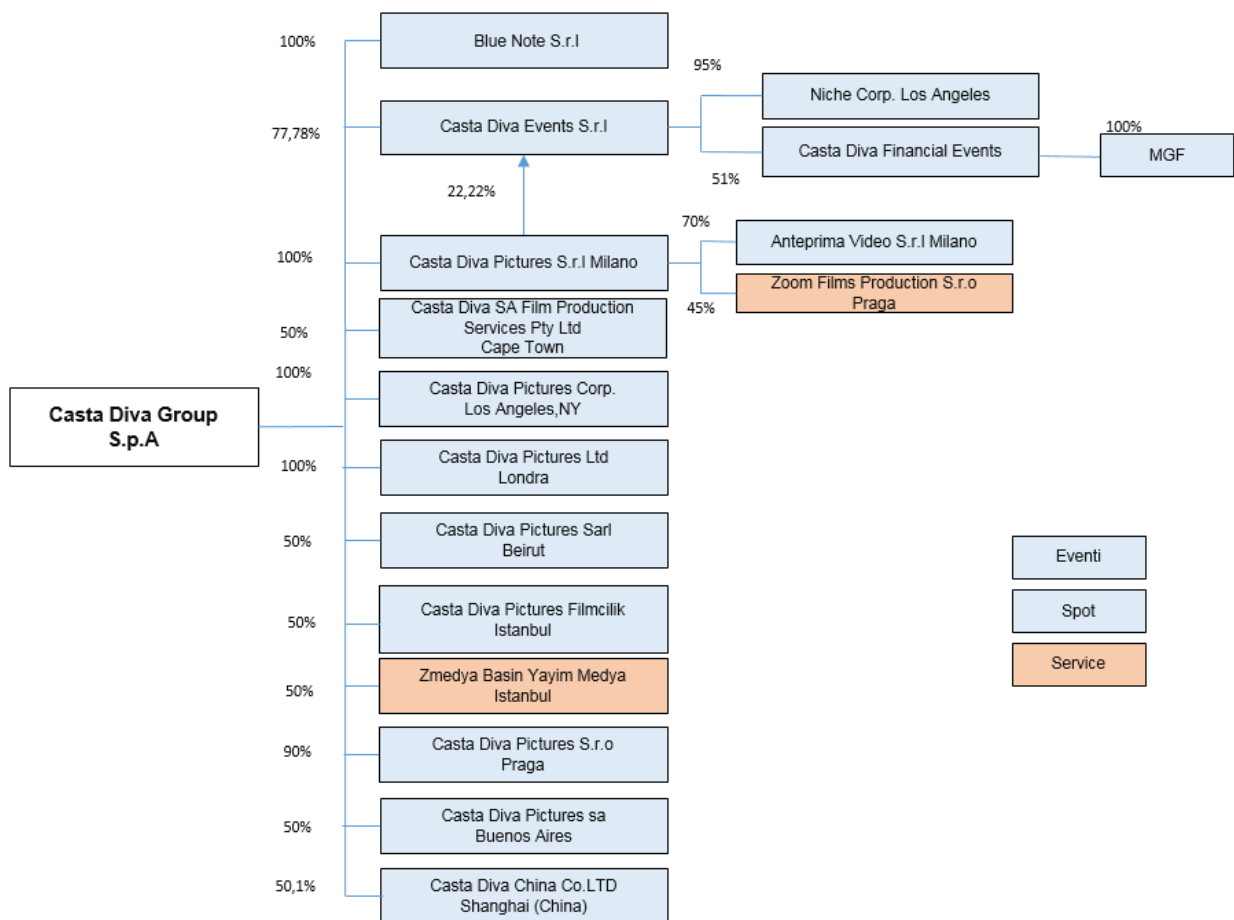 100%
Blue Note S.r.l
95%
Niche Corp. Los Angeles
77,78%
Casta Diva Events S.r.l
Casta Diva Financial Events
100%
MGF
51%
22,22%
70%
100%
Casta Diva Pictures S.r.l Milano
Anteprima Video S.r.l Milano
45%
Zoom Films Production S.r.o
Praga
50%
Casta Diva SA Film Production
Services Pty Ltd
Cape Town
100%
Casta Diva Pictures Corp.
Los Angeles,NY
Casta Diva Group
S.p.A
100%
Casta Diva Pictures Ltd
Londra
50%
Casta Diva Pictures Sarl
Beirut
50%
Casta Diva Pictures Filmcilik
Istanbul
50%
Zmedya Basin Yayim Medya
Istanbul
90%
Casta Diva Pictures S.r.o
Praga
50%
Casta Diva Pictures sa
Buenos Aires
50,1%
Casta Diva China Co.LTD
Shanghai (China)
Eventi
Spot
Service